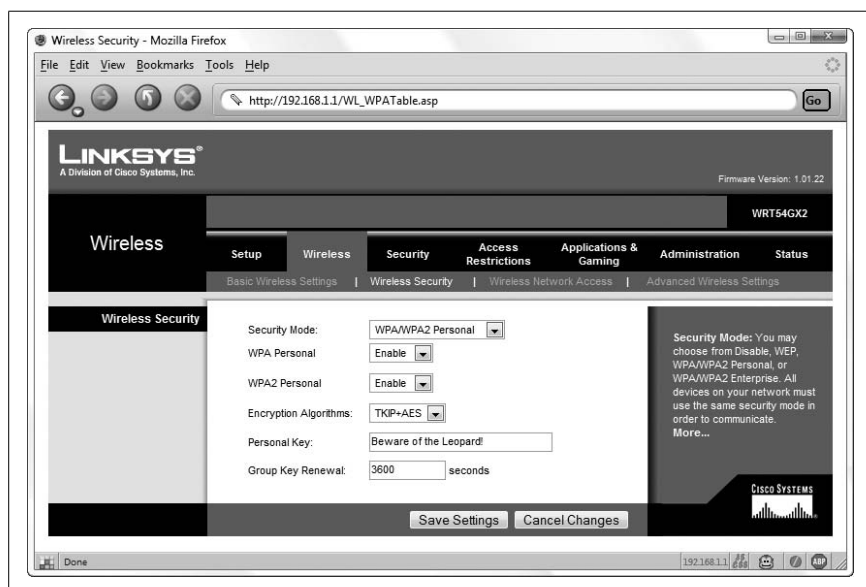 Wireless Security - Mozilla Firefox
File Edit View Bookmarks Tools Help
http://192.168.1.1/WL_WPATable.asp
Go
LINKSYS®
A Division of Cisco Systems, Inc.
Firmware Version: 1.01.22
WRT54GX2
Wireless
Setup Wireless Security Access Restrictions Applications & Gaming Administration Status
Basic Wireless Settings | Wireless Security | Wireless Network Access | Advanced Wireless Settings
Wireless Security
Security Mode: WPA/WPA2 Personal
WPA Personal Enable
WPA2 Personal Enable
Encryption Algorithms: TKIP+AES
Personal Key: Beware of the Leopard!
Group Key Renewal: 3600 seconds
Security Mode: You may
choose from Disable, WEP,
WPA/WPA2 Personal, or
WPA/WPA2 Enterprise. All
devices on your network must
use the same security mode in
order to communicate.
More...
CISCO SYSTEMS
Save Settings Cancel Changes
Done
192.168.1.1
JS
CSS
ABP